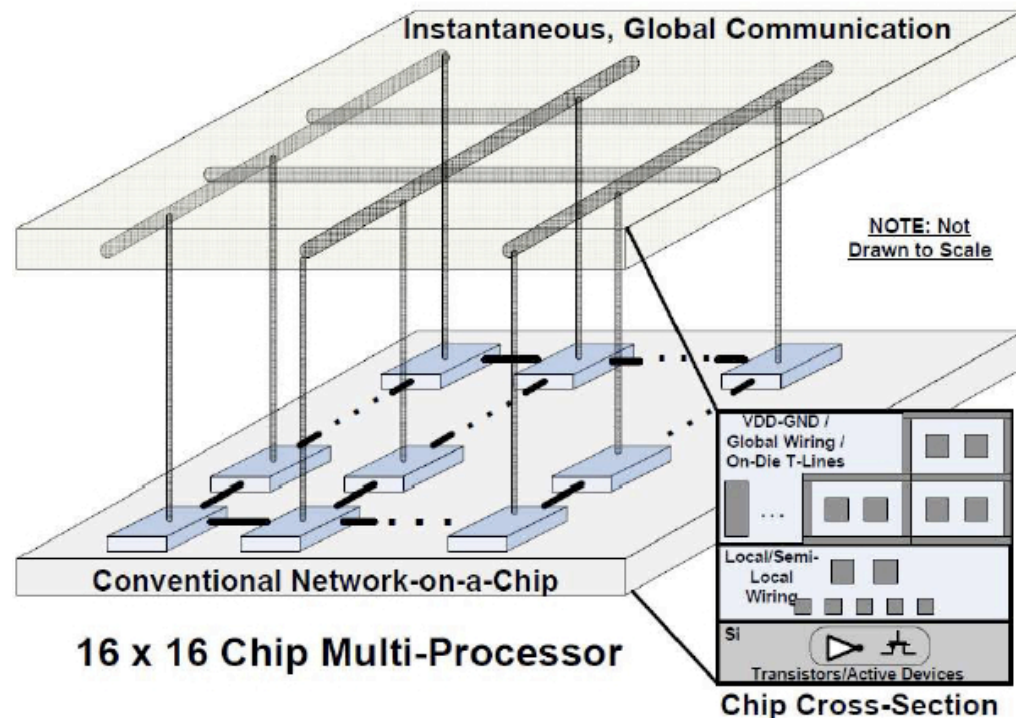 Instantaneous, Global Communication
NOTE: Not
Drawn to Scale
VDD-GND /
Global Wiring /
On-Die T-Lines
...
Local/Semi-
Local
Wiring
Si
Transistors/Active Devices
Conventional Network-on-a-Chip
16 x 16 Chip Multi-Processor
Chip Cross-Section